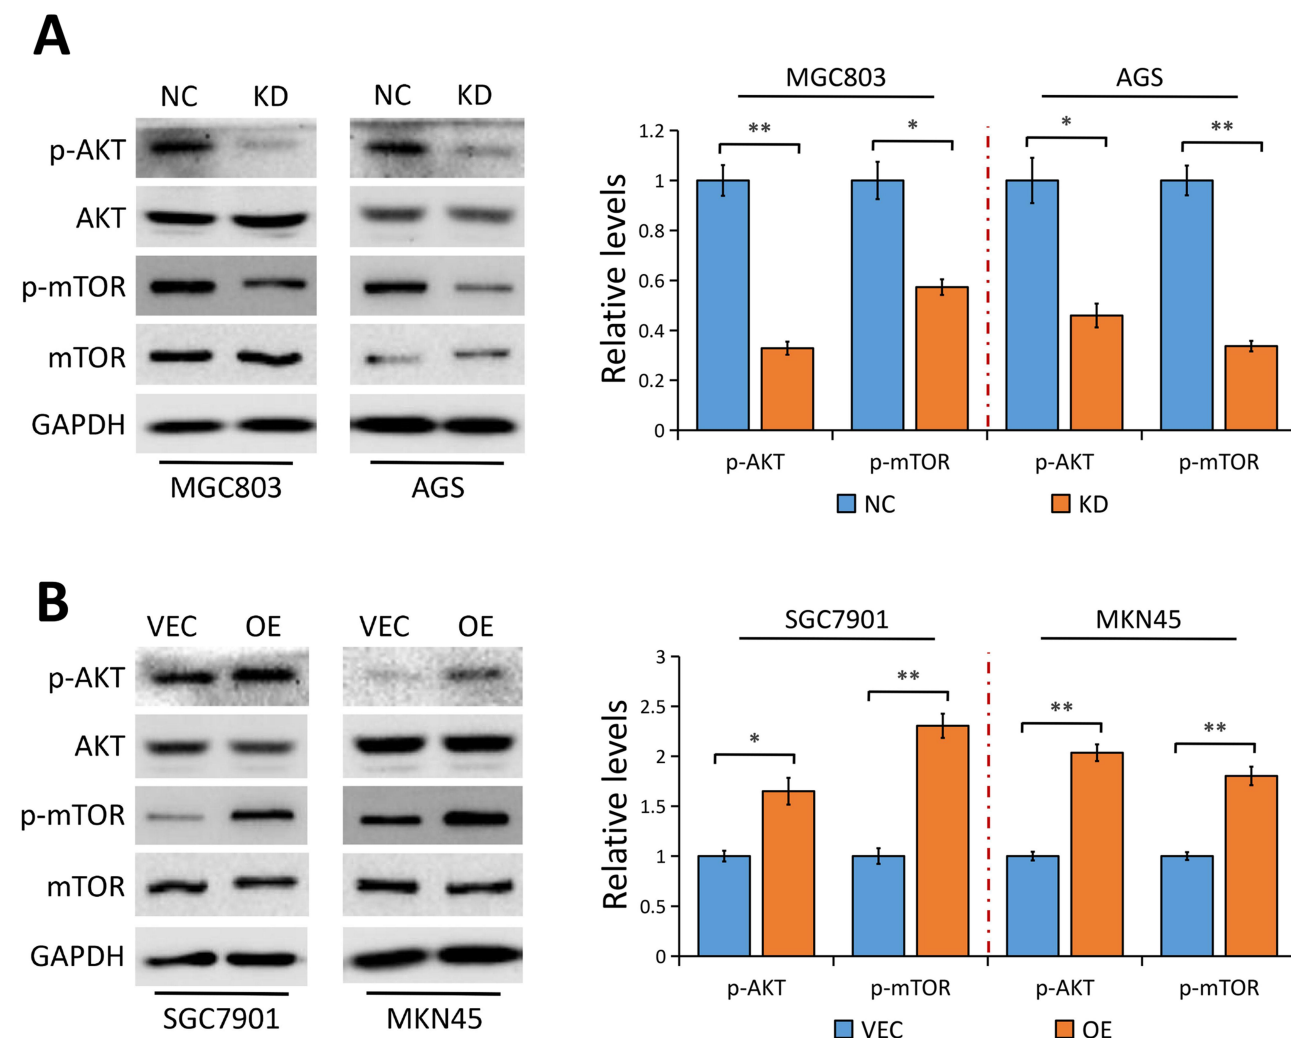 A
NC KD NC KD
p-AKT
AKT
p-mTOR
mTOR
GAPDH
MGC803 AGS
MGC803 AGS
** * * **
Relative levels
1.2
1
0.8
0.6
0.4
0.2
0
p-AKT p-mTOR p-AKT p-mTOR
NC KD
B
VEC OE VEC OE
p-AKT
AKT
p-mTOR
mTOR
GAPDH
SGC7901 MKN45
SGC7901 MKN45
* ** ** **
Relative levels
3
2.5
2
1.5
1
0.5
0
p-AKT p-mTOR p-AKT p-mTOR
VEC OE